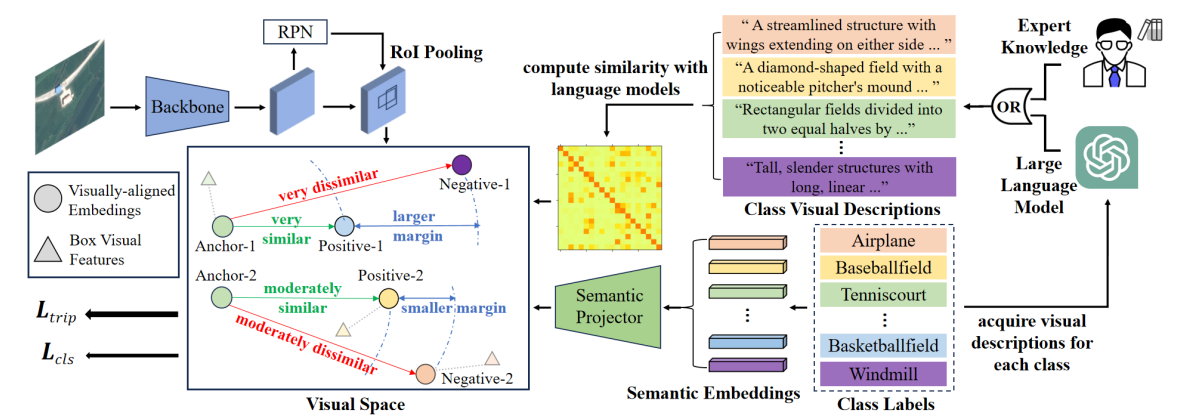 RPN
RoI Pooling
Backbone
Visually-aligned
Embedings
Box Visual
Features
L_trip
L_cls
very dissimilar
Negative-1
very
similar
larger
margin
Anchor-1
Positive-1
Anchor-2
Positive-2
moderately
similar
smaller margin
moderately dissimilar
Negative-2
Visual Space
compute similarity with
language models
“ A streamlined structure with
wings extending on either side ... ”
“A diamond-shaped field with a
noticeable pitcher's mound ... ”
“Rectangular fields divided into
two equal halves by ...”
“Tall, slender structures with
long, linear ...”
Class Visual Descriptions
Expert
Knowledge
OR
Large
Language
Model
Semantic
Projector
Semantic Embeddings
Airplane
Baseballfield
Tenniscourt
Basketballfield
Windmill
Class Labels
acquire visual
descriptions for
each class